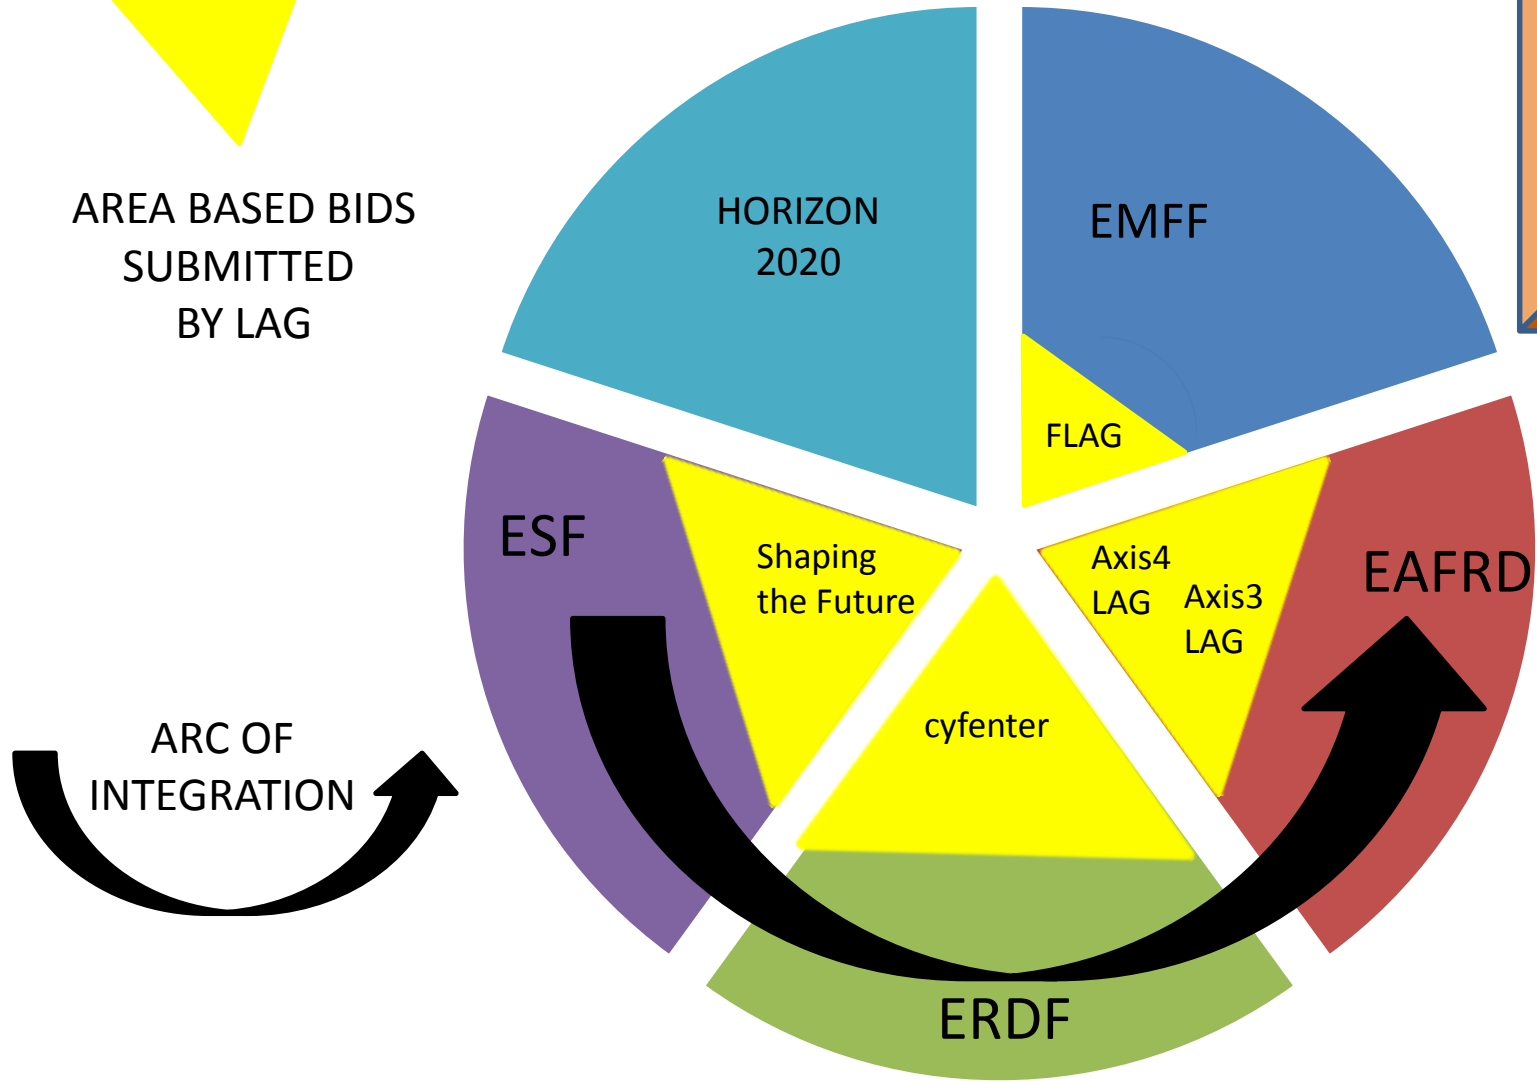 AREA BASED BIDS
SUBMITTED
BY LAG
HORIZON
2020
EMFF
FLAG
ESF
Shaping
the Future
Axis4
LAG
Axis3
LAG
EAFRD
cyfenter
ARC OF
INTEGRATION
ERDF